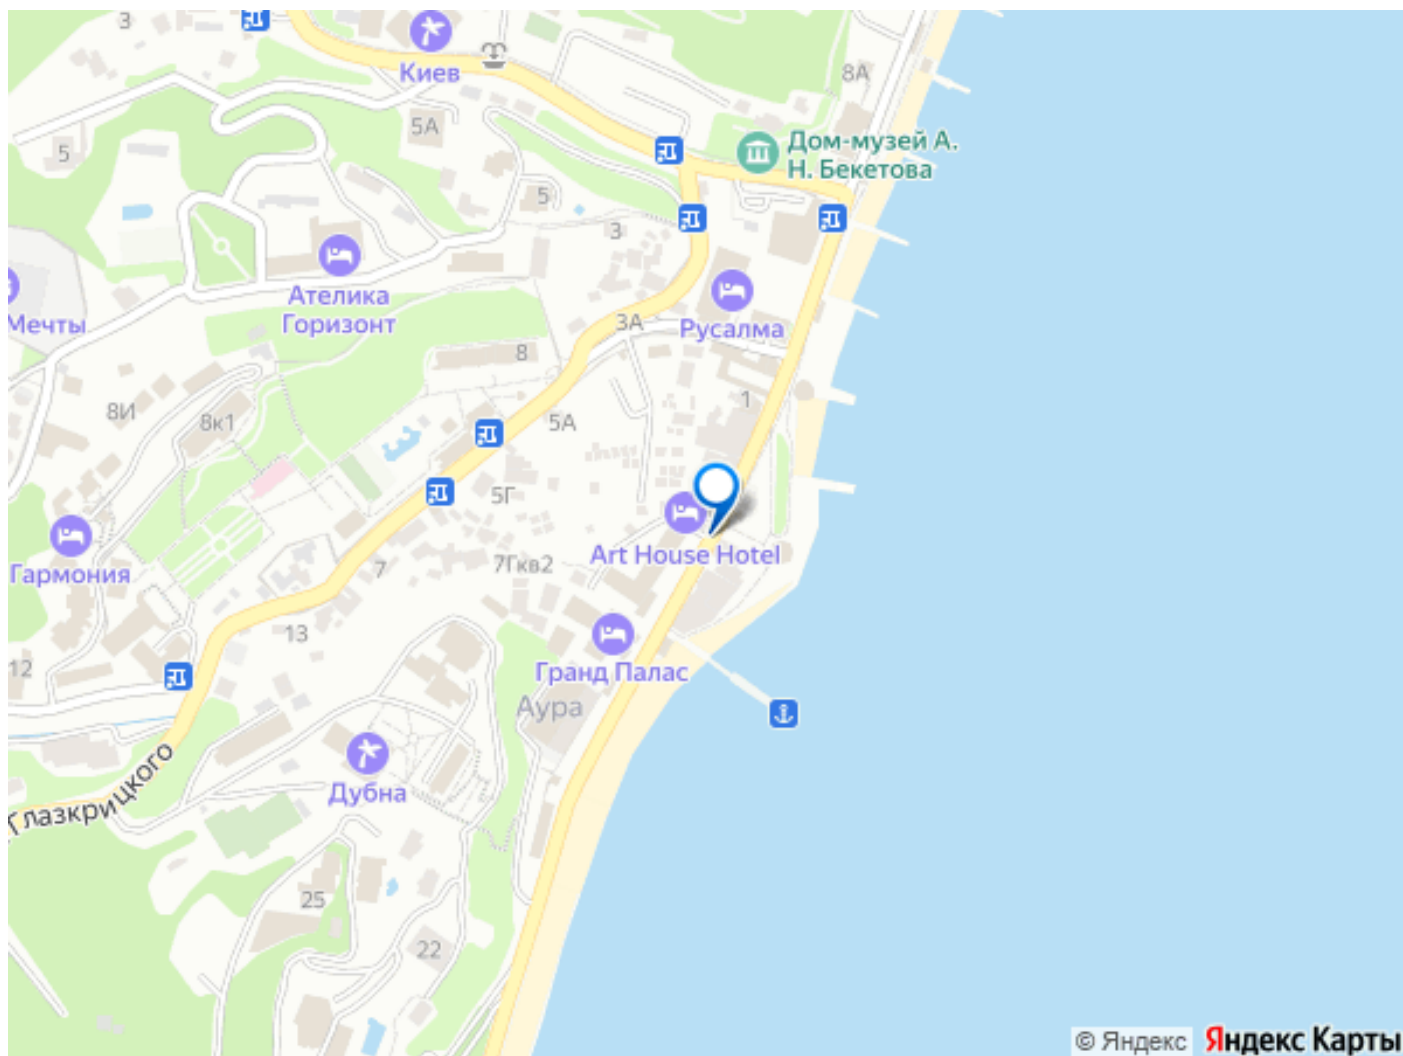 3
Киев
8А
5А
Дом-музей А.
Н. Бекетова
5
5
3
Ателика
Горизонт
Мечты
Русалма
3А
8
1
8И
8к1
5А
5Г
Art House Hotel
7Гкв2
Гармония
7
13
12
Гранд Палас
Аура
Дубна
Глазкрицкого
25
22
© Яндекс Яндекс Карты